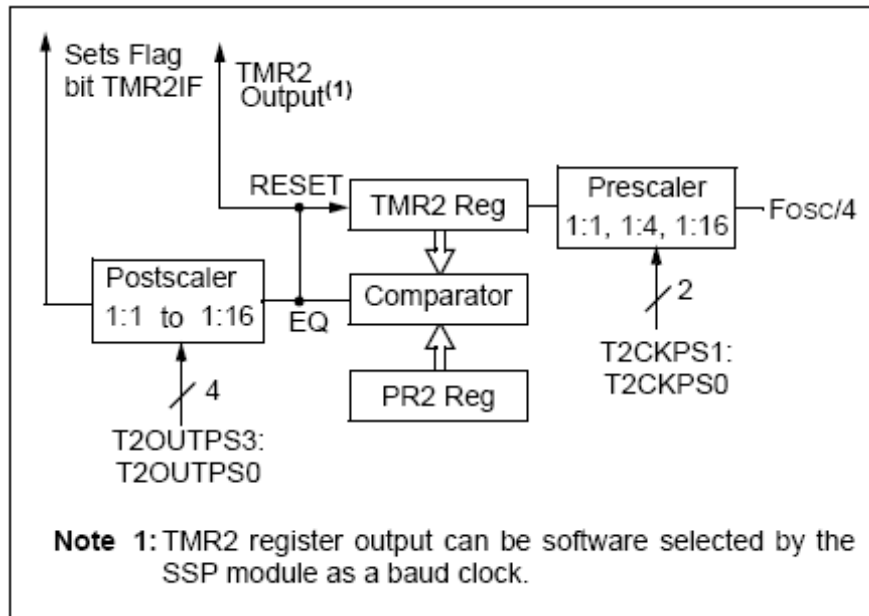 Sets Flag
bit TMR2IF
TMR2
Output(1)
RESET
TMR2 Reg
Prescaler
1:1, 1:4, 1:16
Fosc/4
Postscaler
1:1 to 1:16
EQ
Comparator
2
T2CKPS1:
T2CKPS0
PR2 Reg
4
T2OUTPS3:
T2OUTPS0
Note 1: TMR2 register output can be software selected by the
SSP module as a baud clock.